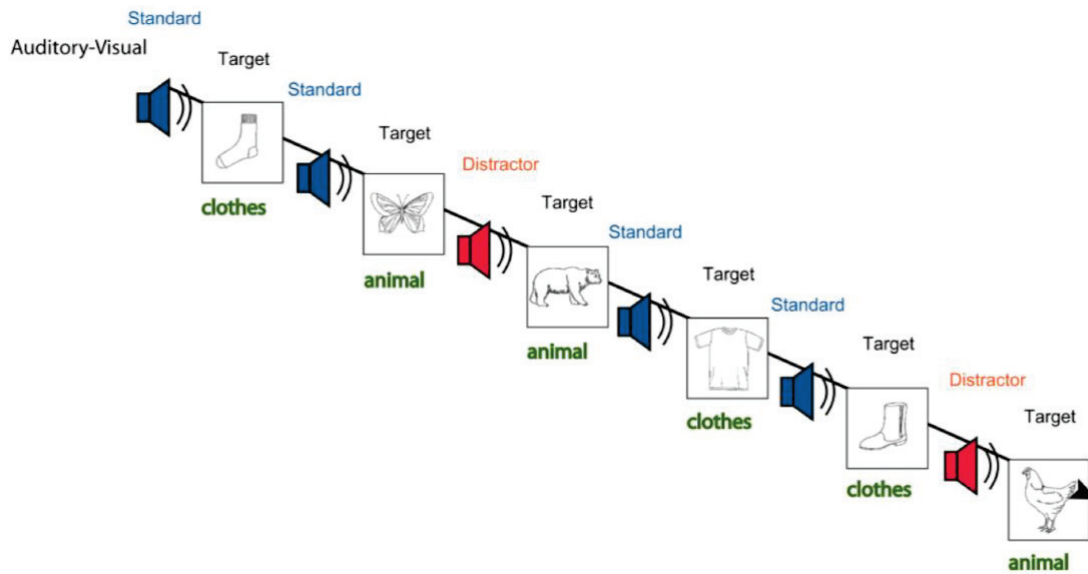 Standard
Auditory-Visual
Target
Standard
clothes
Target
Distractor
animal
Target
Standard
animal
Target
Standard
clothes
Target
Distractor
clothes
Target
animal